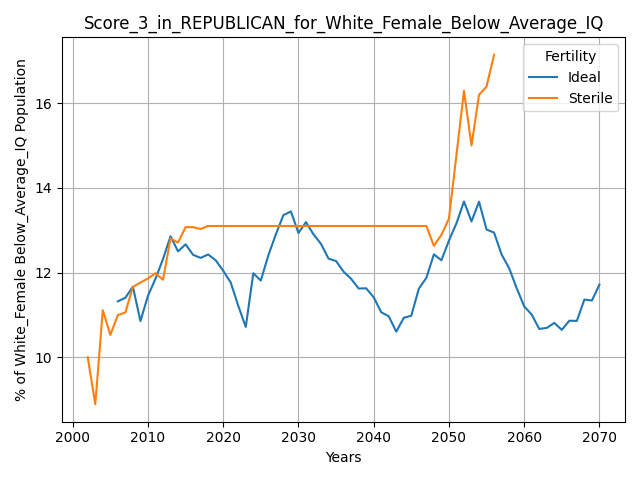 Score_3_in_REPUBLICAN_for_White_Female_Below_Average_IQ
% of White_Female Below_Average_IQ Population
16
14
12
10
Fertility
Ideal
Sterile
2000 2010 2020 2030 2040 2050 2060 2070
Years